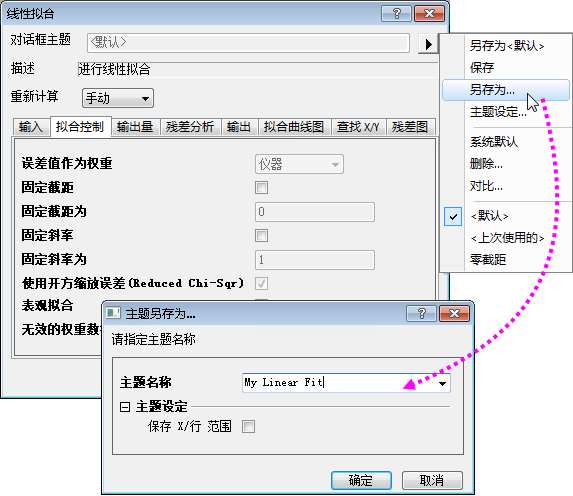 线性拟合
对话框主题 <默认>
描述 进行线性拟合
重新计算 手动
输入 拟合控制 输出量 残差分析 输出 拟合曲线图 查找 X/Y 残差图
误差值作为权重 仪器
固定截距
固定截距为 0
固定斜率
固定斜率为 1
使用开方缩放误差(Reduced Chi-Sqr)
表观拟合
无效的权重数
另存为<默认>
保存
另存为...
主题设定...
系统默认
删除...
对比...
<默认>
<上次使用的>
零截距
主题另存为...
请指定主题名称
主题名称 My Linear Fit
主题设定
保存 X/行 范围
确定 取消